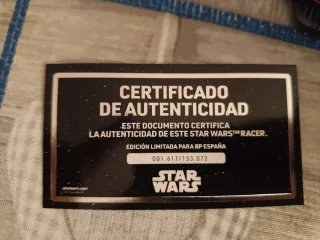 CERTIFICADO
DE AUTENTICIDAD
ESTE DOCUMENTO CERTIFICA
LA AUTENTICIDAD DE ESTE STAR WARS™ RACER.
EDICIÓN LIMITADA PARA BP ESPAÑA
001.617/153.072
STAR
WARS